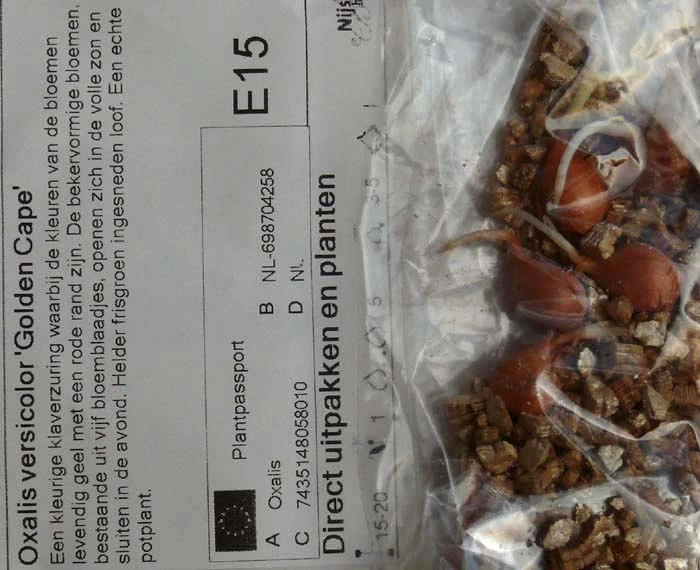 Oxalis versicolor 'Golden Cape'
Een kleurige klaverzuring waarbij de kleuren van de bloemen
levendig geel met een rode rand zijn. De bekervormige bloemen,
bestaande uit vijf bloemblaadjes, openen zich in de volle zon en
sluiten in de avond. Helder frisgroen ingesneden loof. Een echte
potplant.
E15
Plantpassport
A Oxalis B NL-698704258
C 7435148058010 D NL
Direct uitpakken en planten
15-20 1 5 3-5
Nijs